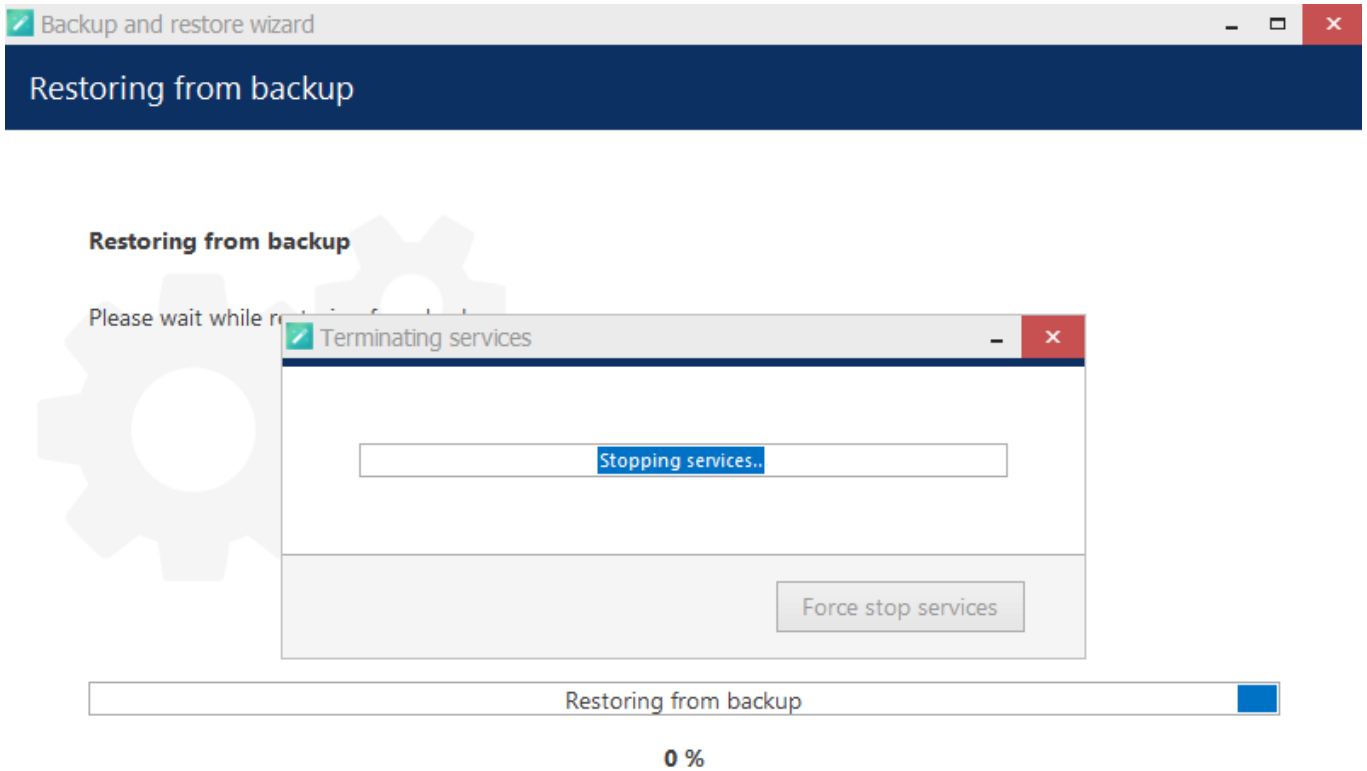 Backup and restore wizard
Restoring from backup
Restoring from backup
Please wait while
Terminating services
Stopping services..
Force stop services
Restoring from backup
0 %